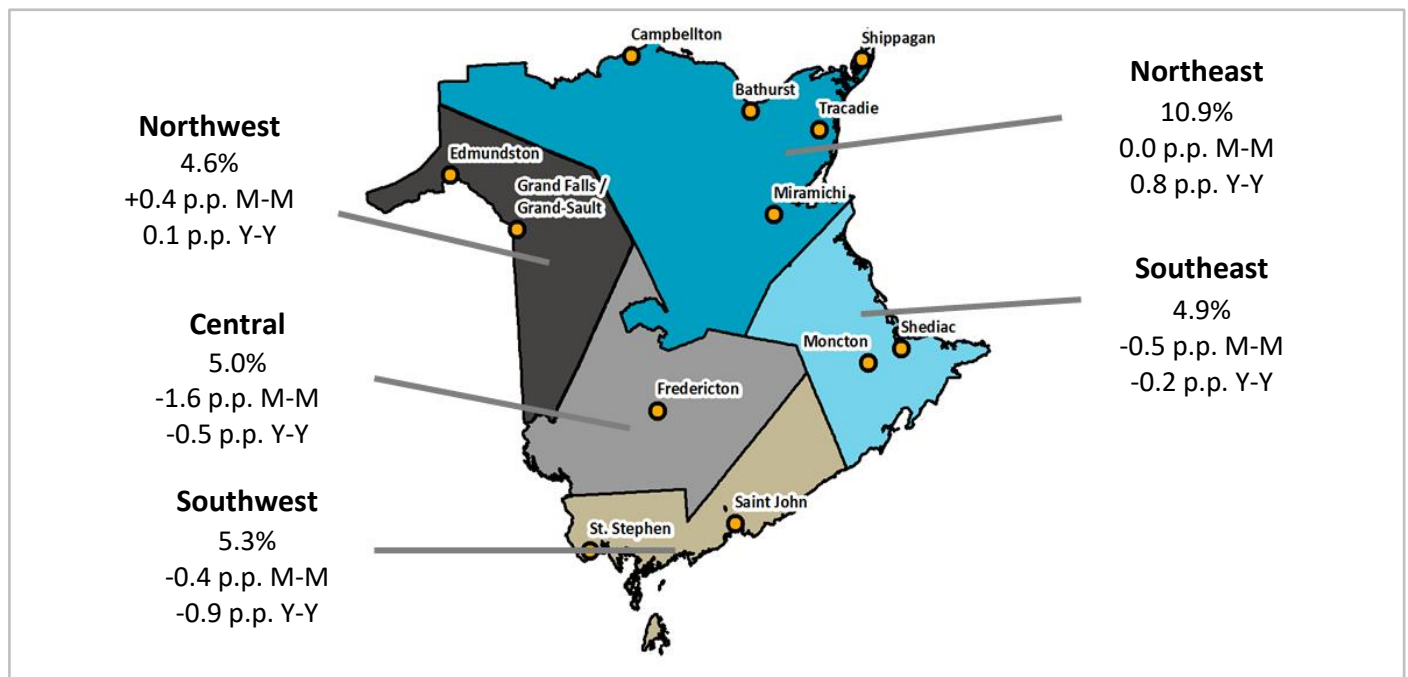 Campbellton
Shippagan
Northeast
10.9%
0.0 p.p. M-M
0.8 p.p. Y-Y
Bathurst
Tracadie
Northwest
4.6%
+0.4 p.p. M-M
0.1 p.p. Y-Y
Edmundston
Grand Falls /
Grand-Sault
Miramichi
Southeast
4.9%
-0.5 p.p. M-M
-0.2 p.p. Y-Y
Central
5.0%
-1.6 p.p. M-M
-0.5 p.p. Y-Y
Moncton
Shediac
Fredericton
Southwest
5.3%
-0.4 p.p. M-M
-0.9 p.p. Y-Y
Saint John
St. Stephen